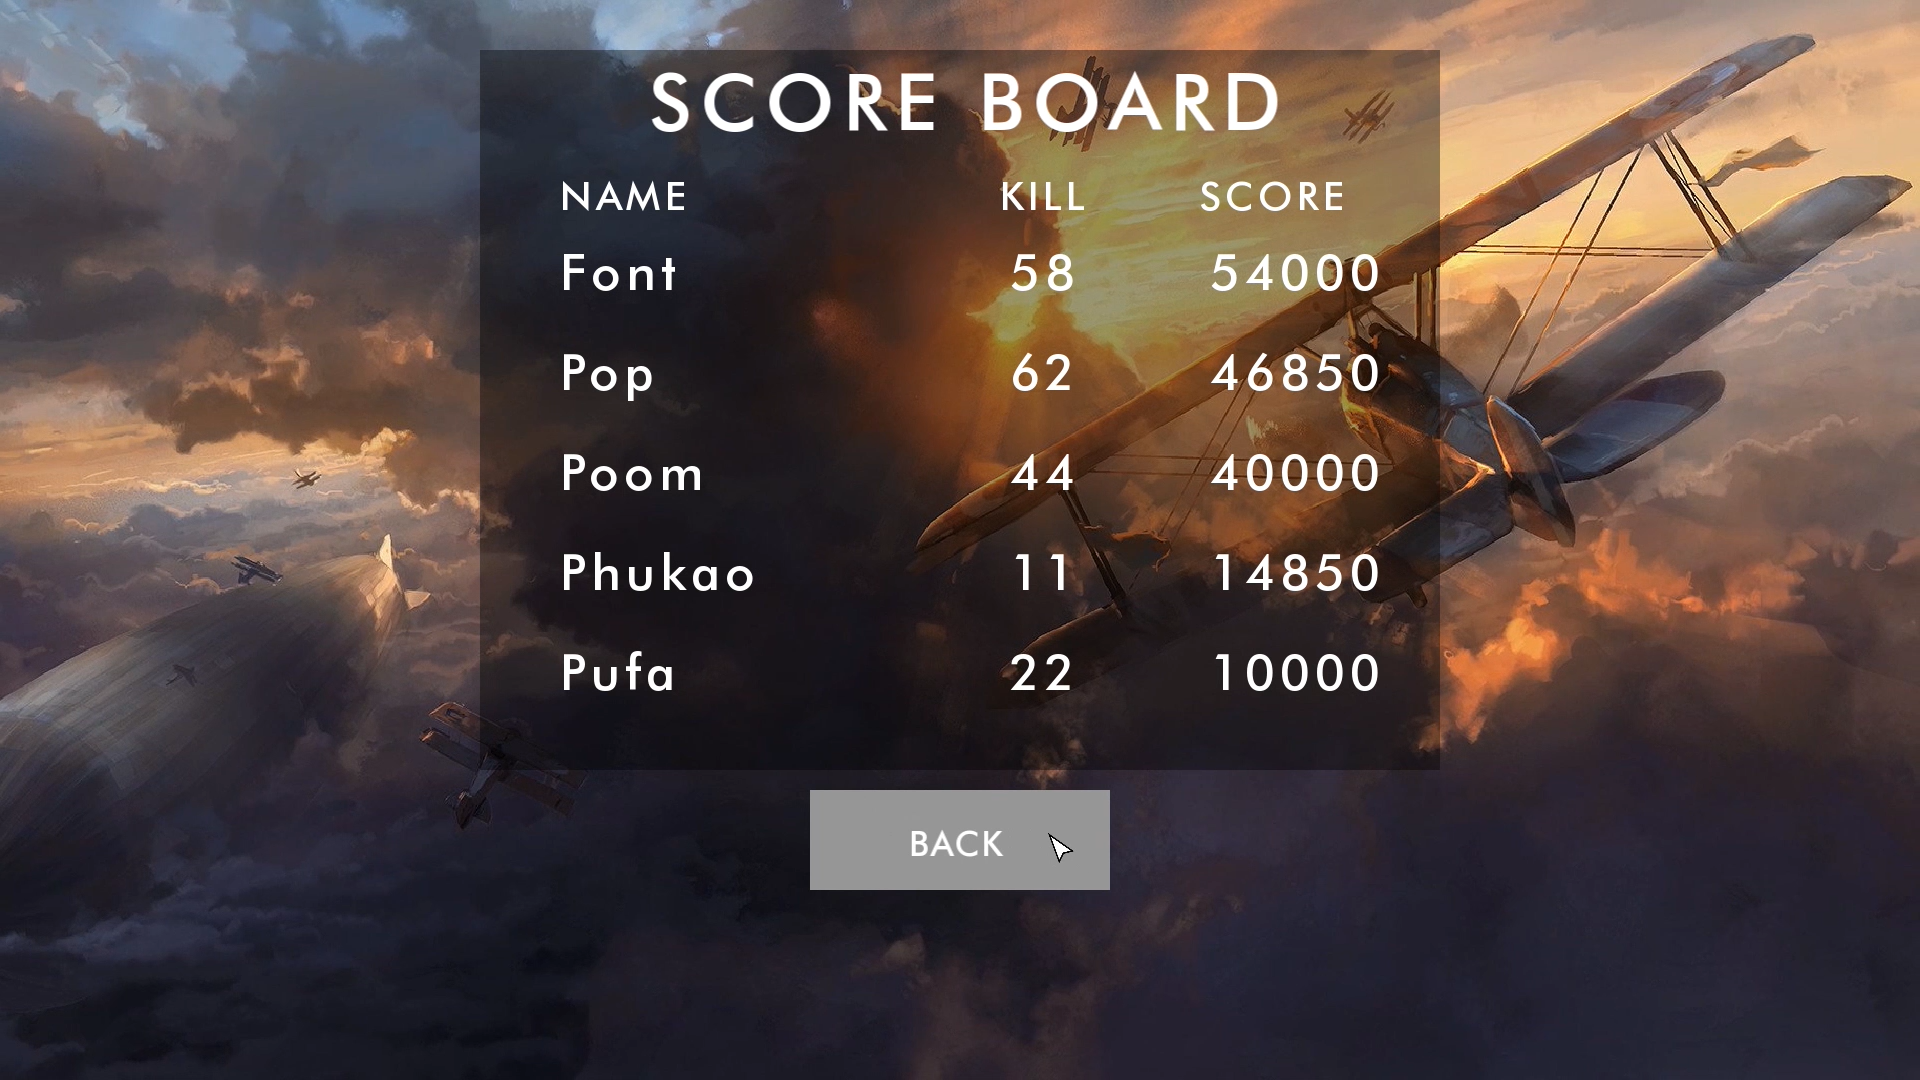 SCORE BOARD
NAME KILL SCORE
Font 58 54000
Pop 62 46850
Poom 44 40000
Phukao 11 14850
Pufa 22 10000
BACK